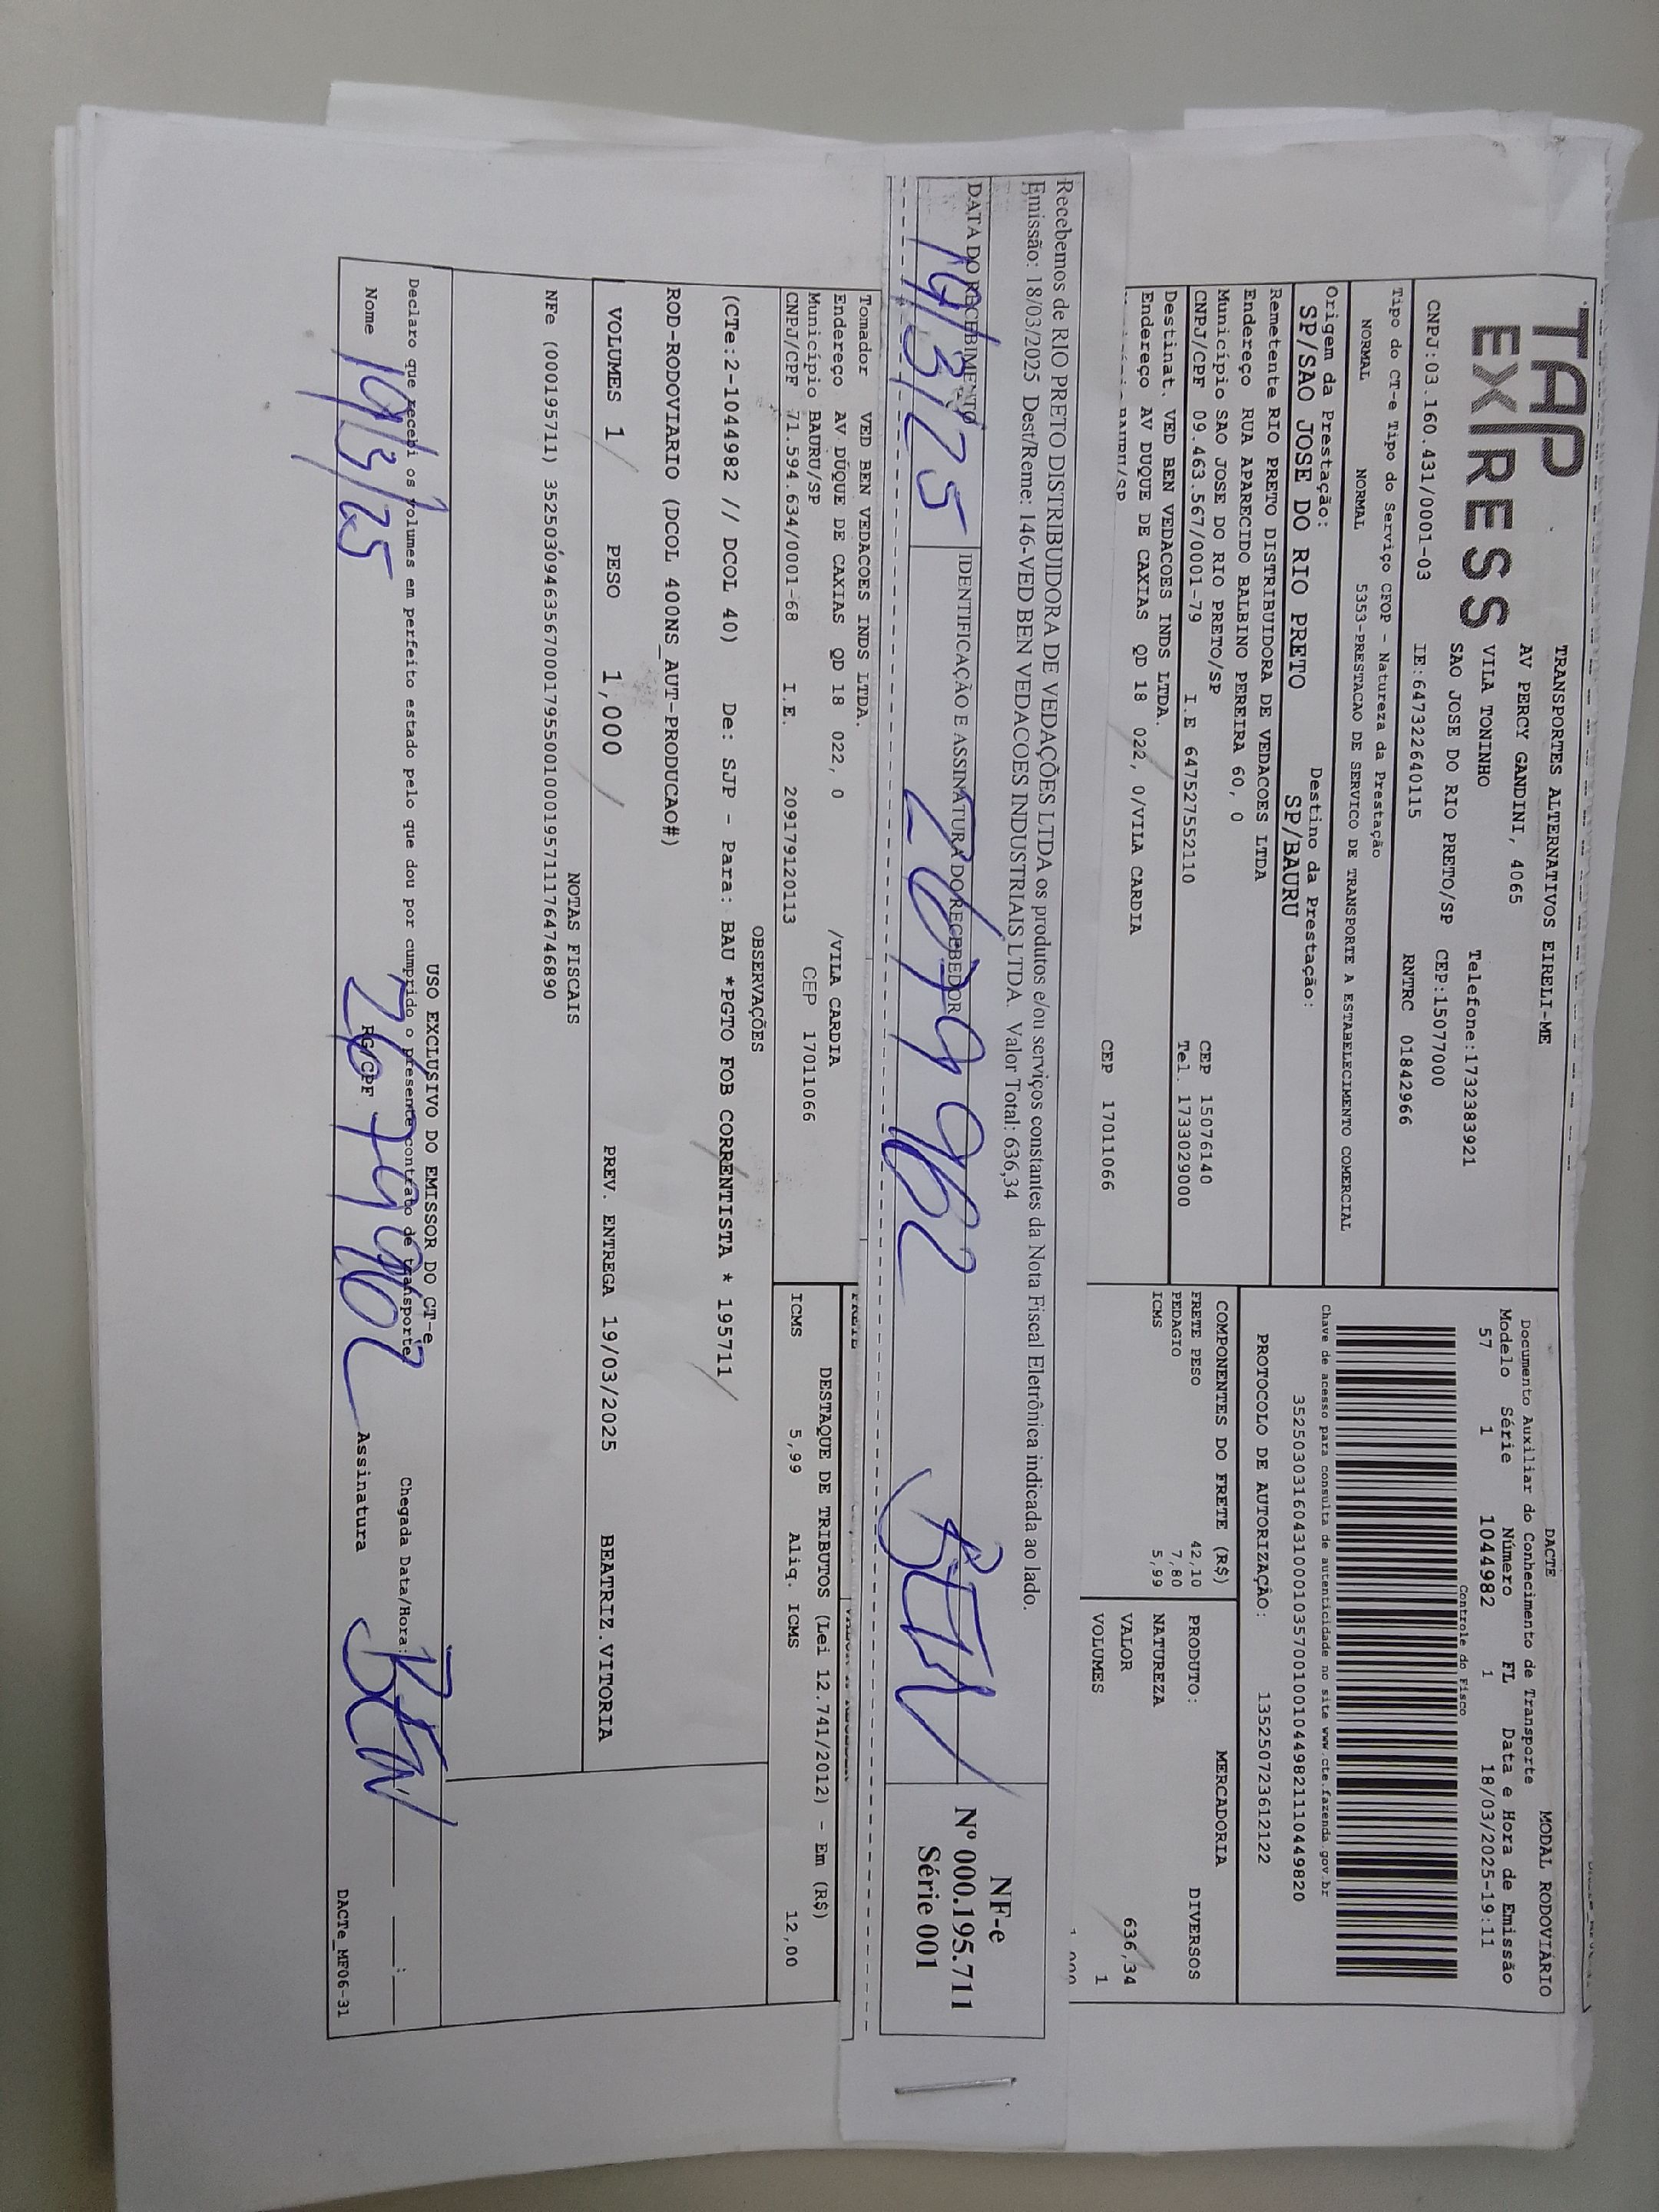 TAP EXPRESS
TRANSPORTES ALTERNATIVOS EIRELI-ME
AV PERCY GANDINI, 4065
VILA TONINHO Telefone:1732383921
SAO JOSE DO RIO PRETO/SP CEP:15077000
CNPJ:03.160.431/0001-03 IE:647322640115 RNTRC 01842966
Tipo do CT-e Tipo do Serviço CFOP - Natureza da Prestação
NORMAL NORMAL 5353-PRESTACAO DE SERVICO DE TRANSPORTE A ESTABELECIMENTO COMERCIAL
Origem da Prestação: Destino da Prestação:
SP/SAO JOSE DO RIO PRETO SP/BAURU
Remetente RIO PRETO DISTRIBUIDORA DE VEDACOES LTDA
Endereço RUA APARECIDO BALBINO PEREIRA 60, 0
Município SAO JOSE DO RIO PRETO/SP CEP 15076140
CNPJ/CPF 09.463.567/0001-79 I.E 647527552110 Tel. 1733029000
Destinat. VED BEN VEDACOES INDS LTDA.
Endereço AV DUQUE DE CAXIAS QD 18 022, 0/VILA CARDIA
BAURU/SP CEP 17011066
DACTE MODAL RODOVIÁRIO
Documento Auxiliar do Conhecimento de Transporte
Modelo Série Número FL Data e Hora de Emissão
57 1 1044982 1 18/03/2025-19:11
Controle do Fisco
Chave de acesso para consulta de autenticidade no site www.cte.fazenda.gov.br
35250303160431000103570010010449821110449820
PROTOCOLO DE AUTORIZAÇÃO: 135250723612122
COMPONENTES DO FRETE (R$)
FRETE PESO 42,10
PEDAGIO 7,80
ICMS 5,99
MERCADORIA
PRODUTO: DIVERSOS
NATUREZA
VALOR 636,34
VOLUMES 1
Recebemos de RIO PRETO DISTRIBUIDORA DE VEDAÇÕES LTDA os produtos e/ou serviços constantes da Nota Fiscal Eletrônica indicada ao lado.
Emissão: 18/03/2025 Dest/Reme: 146-VED BEN VEDACOES INDUSTRIAIS LTDA Valor Total: 636,34
DATA DO RECEBIMENTO IDENTIFICAÇÃO E ASSINATURA DO RECEBEDOR
19/3/25 BEN
NF-e
Nº 000.195.711
Série 001
Tomador VED BEN VEDACOES INDS LTDA.
Endereço AV DUQUE DE CAXIAS QD 18 022, 0 /VILA CARDIA
Município BAURU/SP CEP 17011066
CNPJ/CPF 71.594.634/0001-68 I.E. 209179120113
DESTAQUE DE TRIBUTOS (Lei 12.741/2012) - Em (R$)
ICMS 5,99 Aliq. ICMS 12,00
OBSERVAÇÕES
(CTe:2-1044982 // DCOL 40) De: SJP - Para: BAU *PGTO FOB CORRENTISTA * 195711
ROD-RODOVIARIO (DCOL 400NS_AUT-PRODUCAO#)
VOLUMES 1 PESO 1,000 PREV. ENTREGA 19/03/2025 BEATRIZ.VITORIA
NOTAS FISCAIS
NFe (000195711) 35250309463567000179550010001957111764746890
USO EXCLUSIVO DO EMISSOR DO CT-e
Declaro que recebi os volumes em perfeito estado pelo que dou por cumprido o presente contrato de transporte
Chegada Data/Hora:
Nome 19/3/25 RG/CPF Assinatura BEN
DACTe_MF06-31